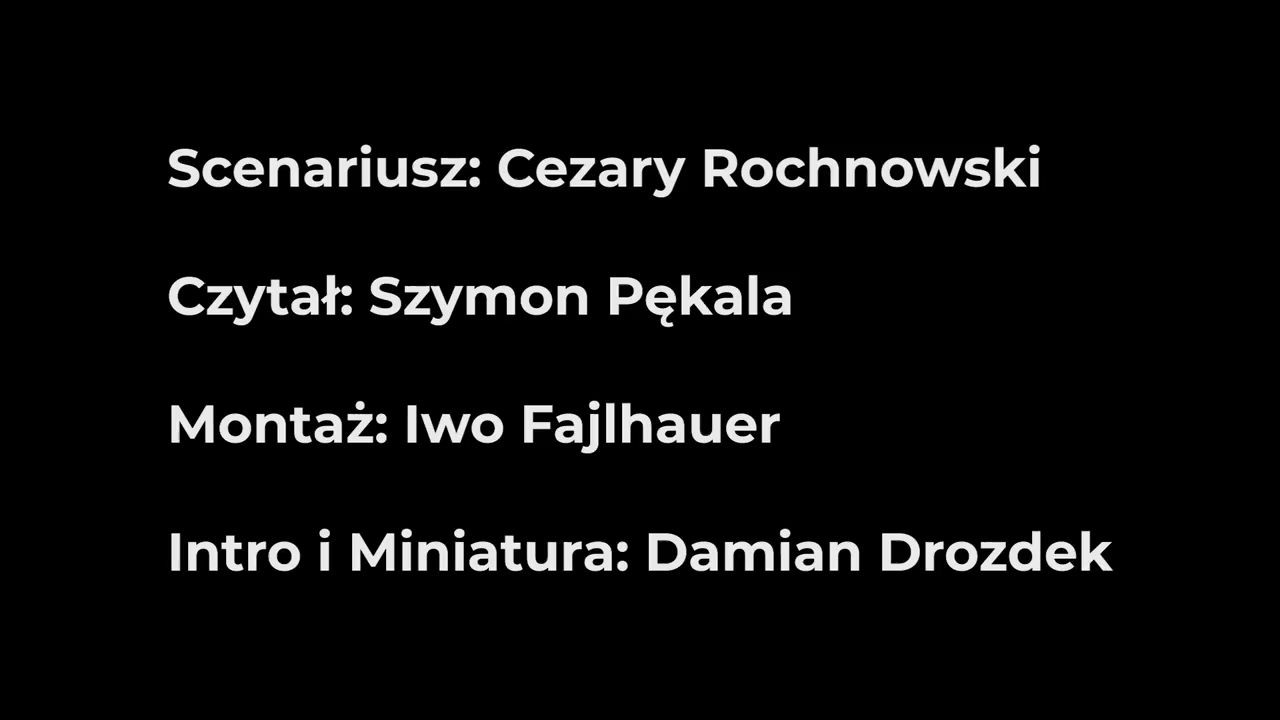 Scenariusz: Cezary Rochnowski
Czytał: Szymon Pękala
Montaż: Iwo Fajlhauer
Intro i Miniatura: Damian Drozdek